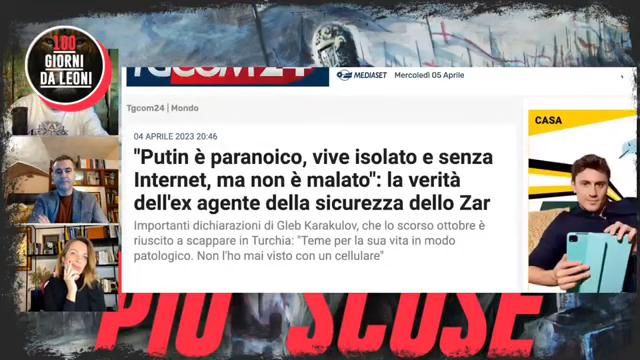 100
GIORNI
DA LEONI
TGCOM24
MEDIASET
Mercoledì 05 Aprile
Tgcom24 | Mondo
04 APRILE 2023 20:46
"Putin è paranoico, vive isolato e senza
Internet, ma non è malato": la verità
dell'ex agente della sicurezza dello Zar
Importanti dichiarazioni di Gleb Karakulov, che lo scorso ottobre è
riuscito a scappare in Turchia: "Teme per la sua vita in modo
patologico. Non l'ho mai visto con un cellulare"
CASA
PIÙ SCUSE